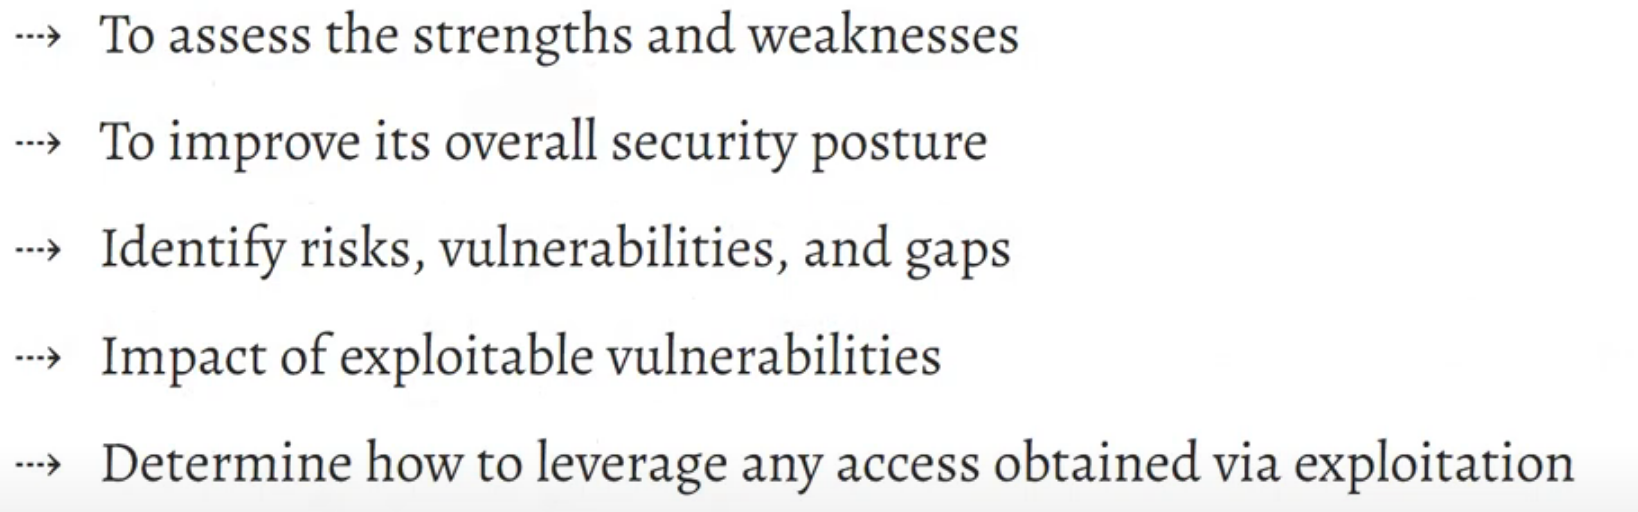 ⤏ To assess the strengths and weaknesses
⤏ To improve its overall security posture
⤏ Identify risks, vulnerabilities, and gaps
⤏ Impact of exploitable vulnerabilities
⤏ Determine how to leverage any access obtained via exploitation